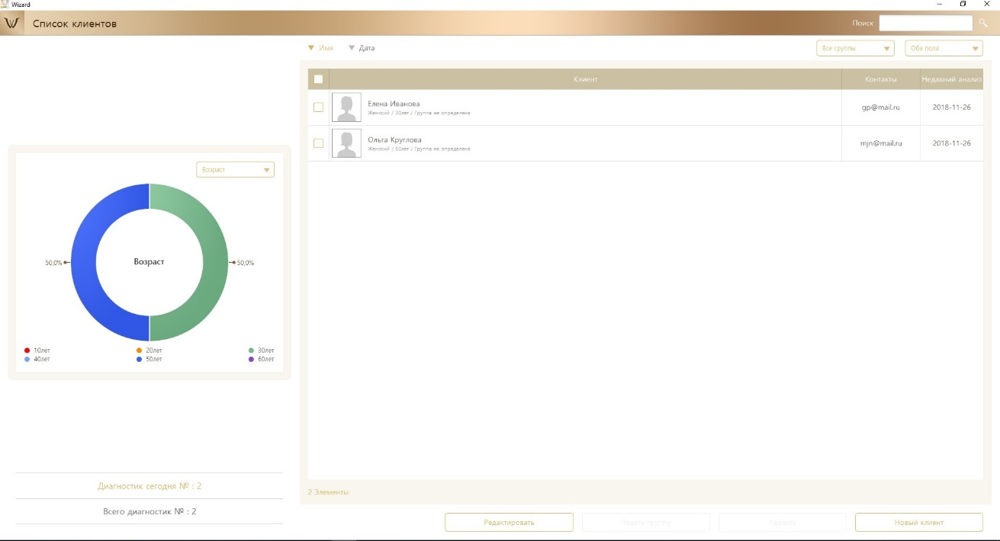 Wizard
Список клиентов
Поиск
Имя
Дата
Все группы
Оба пола
Клиент
Контакты
Недавний анализ
Елена Иванова
Женский / 30лет / Группа не определена
gp@mail.ru
2018-11-26
Ольга Круглова
Женский / 50лет / Группа не определена
mjn@mail.ru
2018-11-26
Возраст
50,0%
Возраст
50,0%
10лет
20лет
30лет
40лет
50лет
60лет
Диагностик сегодня № : 2
Всего диагностик № : 2
2 Элементы
Редактировать
Задать группу
Удалить
Новый клиент